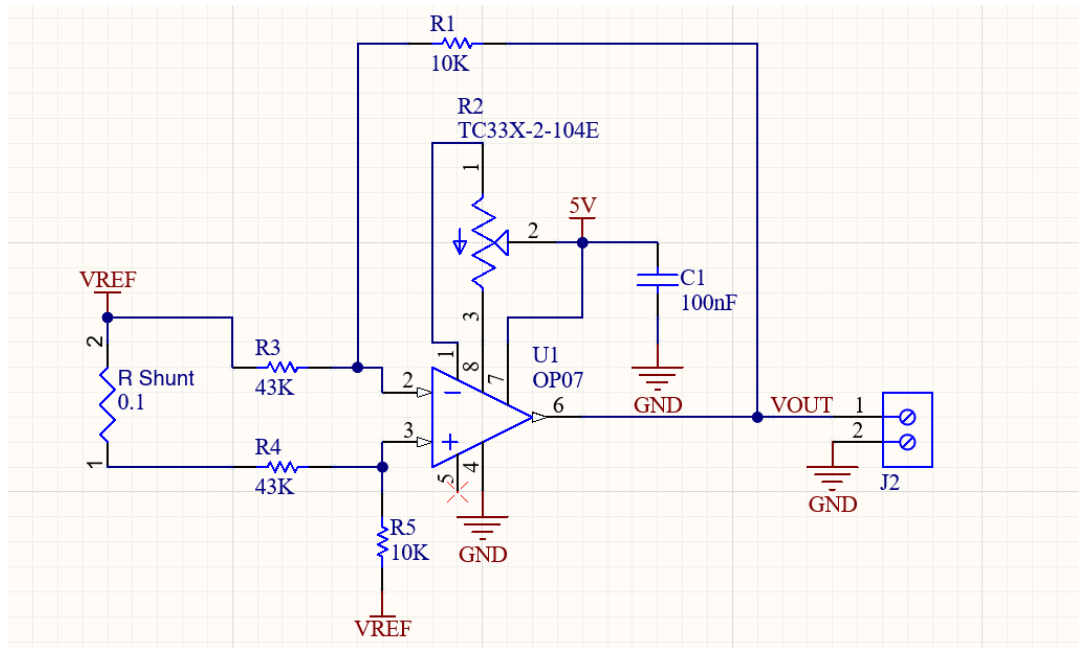 R1
10K
R2
TC33X-2-104E
1
5V
2
VREF
C1
100nF
2
3
R3
43K
1
8
7
U1
OP07
R Shunt
0.1
2
−
6
GND
VOUT
1
3
+
2
R4
43K
1
5
4
J2
GND
R5
10K
GND
VREF